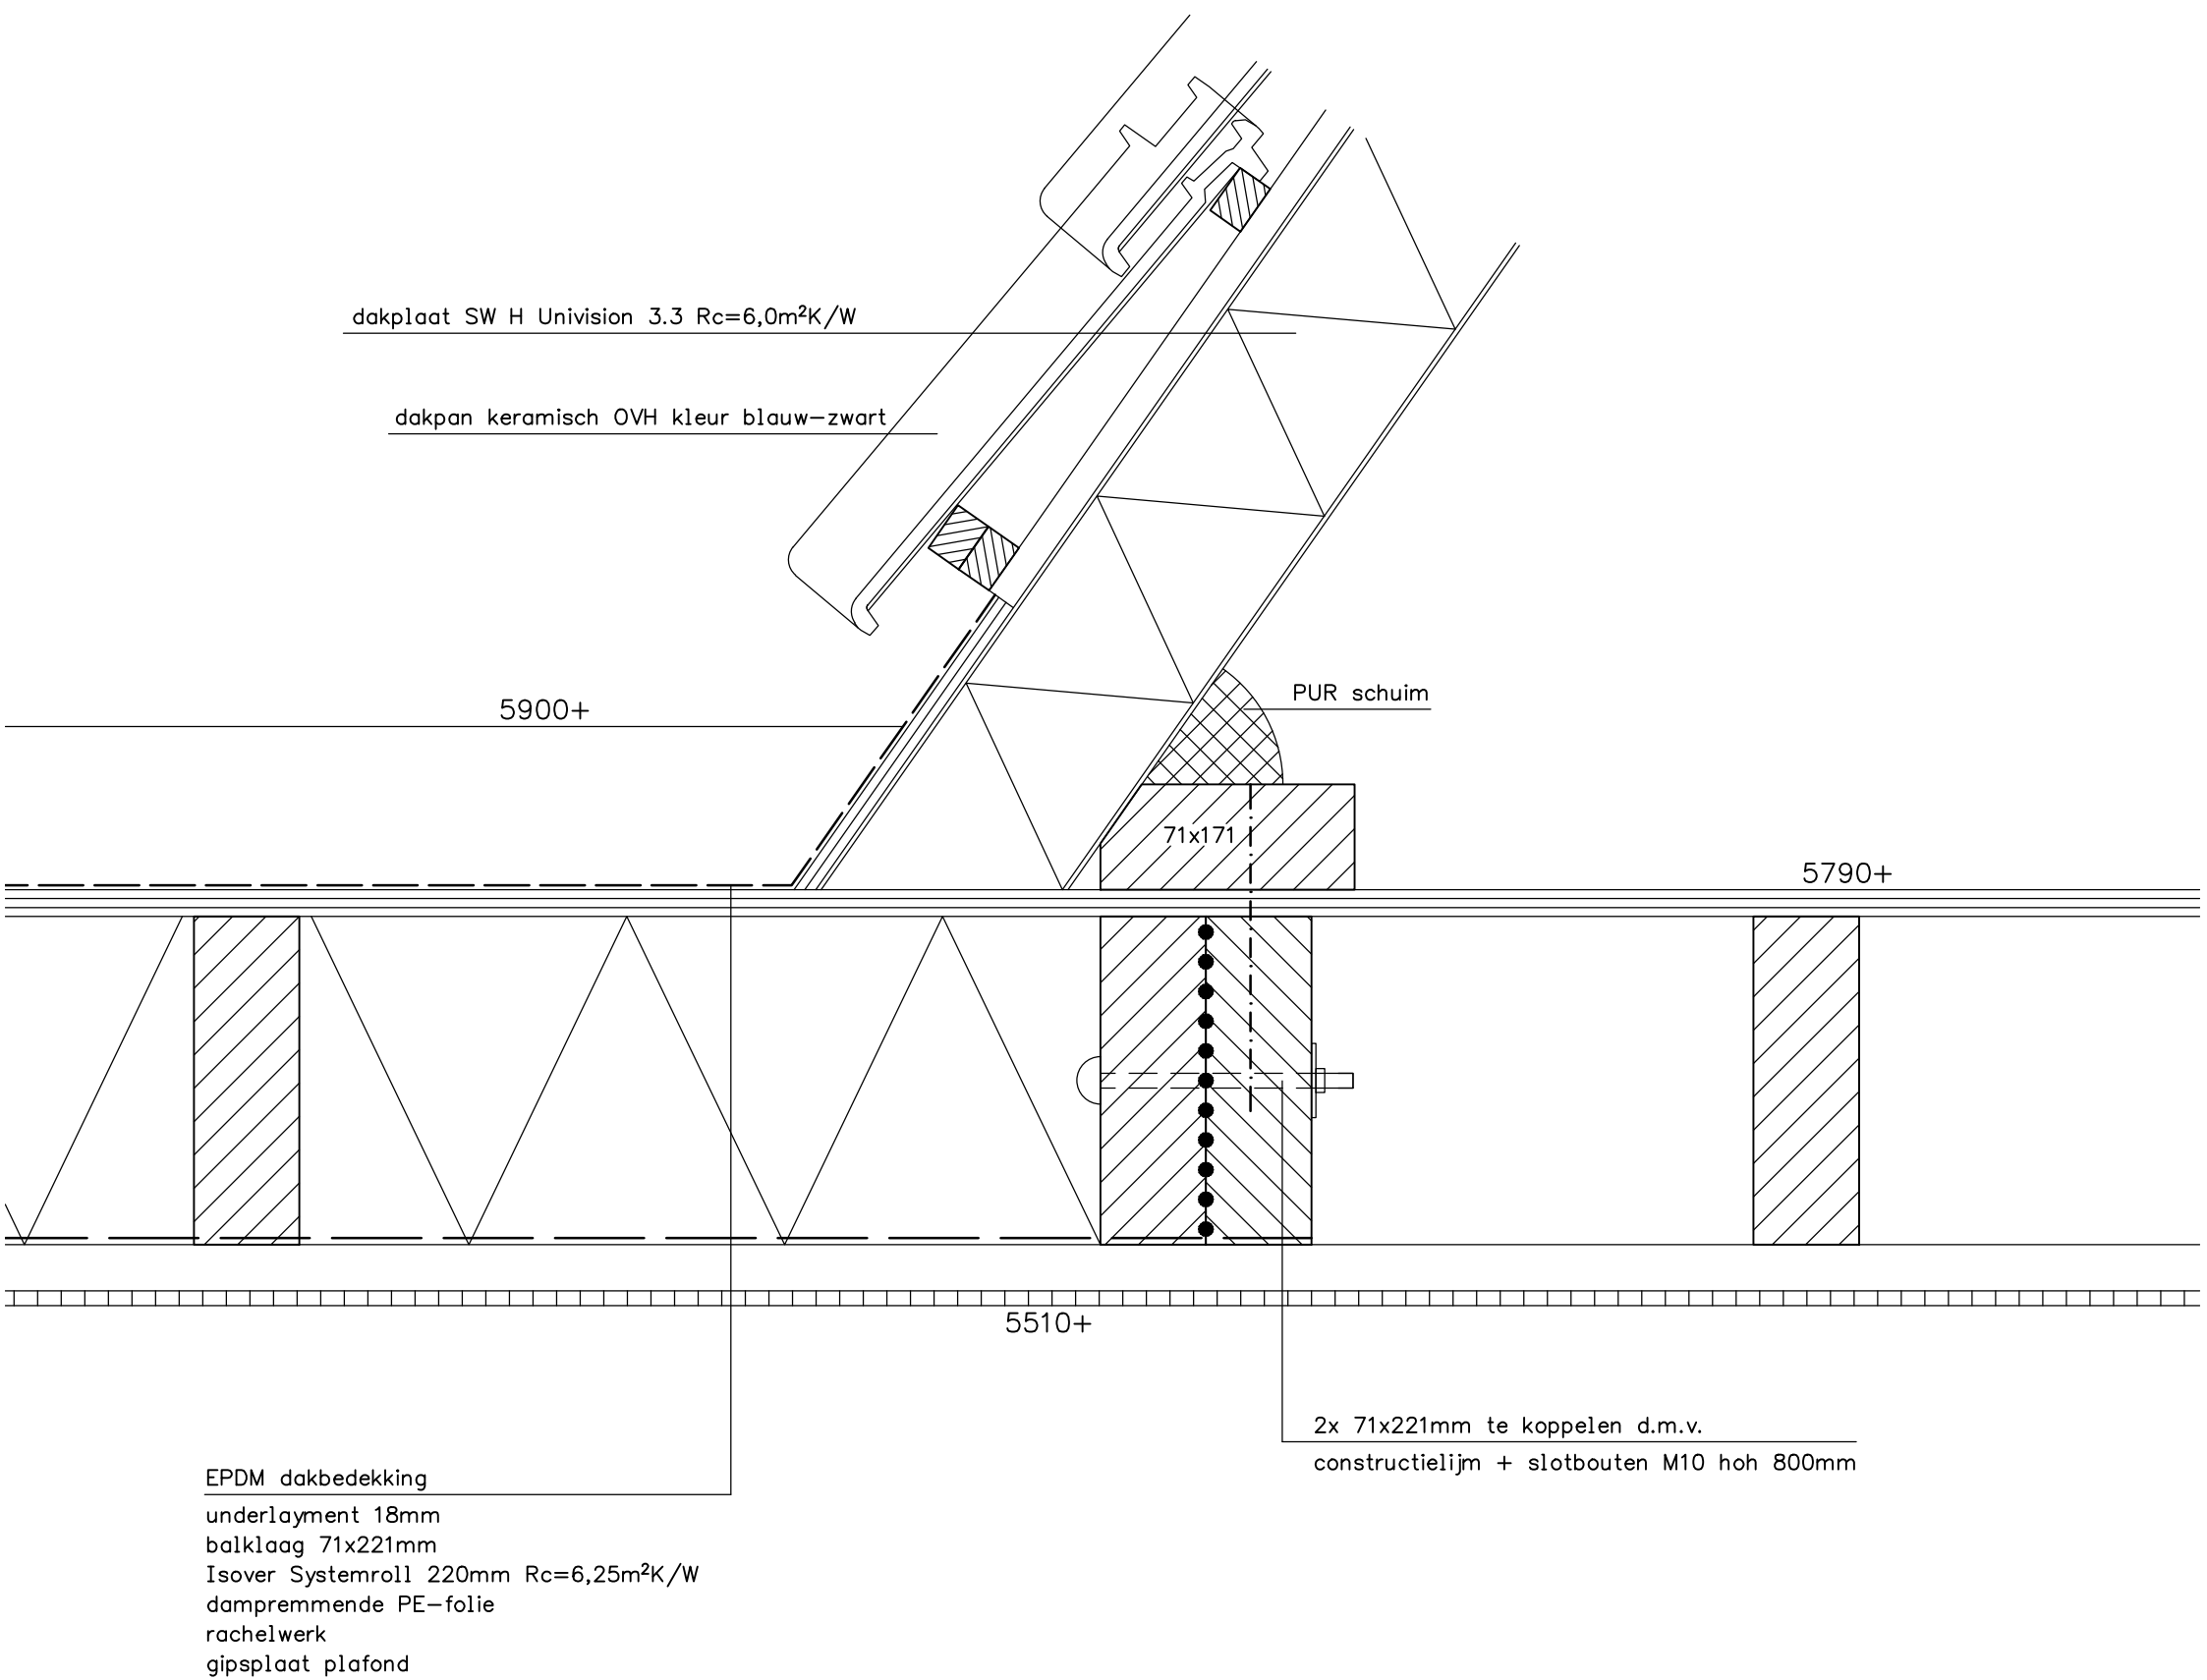 dakplaat SW H Univision 3.3 Rc=6,0m²K/W
dakpan keramisch OVH kleur blauw-zwart
PUR schuim
5900+
71x171
5790+
5510+
2x 71x221mm te koppelen d.m.v.
constructielijm + slotbouten M10 hoh 800mm
EPDM dakbedekking
underlayment 18mm
balklaag 71x221mm
Isover Systemroll 220mm Rc=6,25m²K/W
dampremmende PE-folie
rachelwerk
gipsplaat plafond